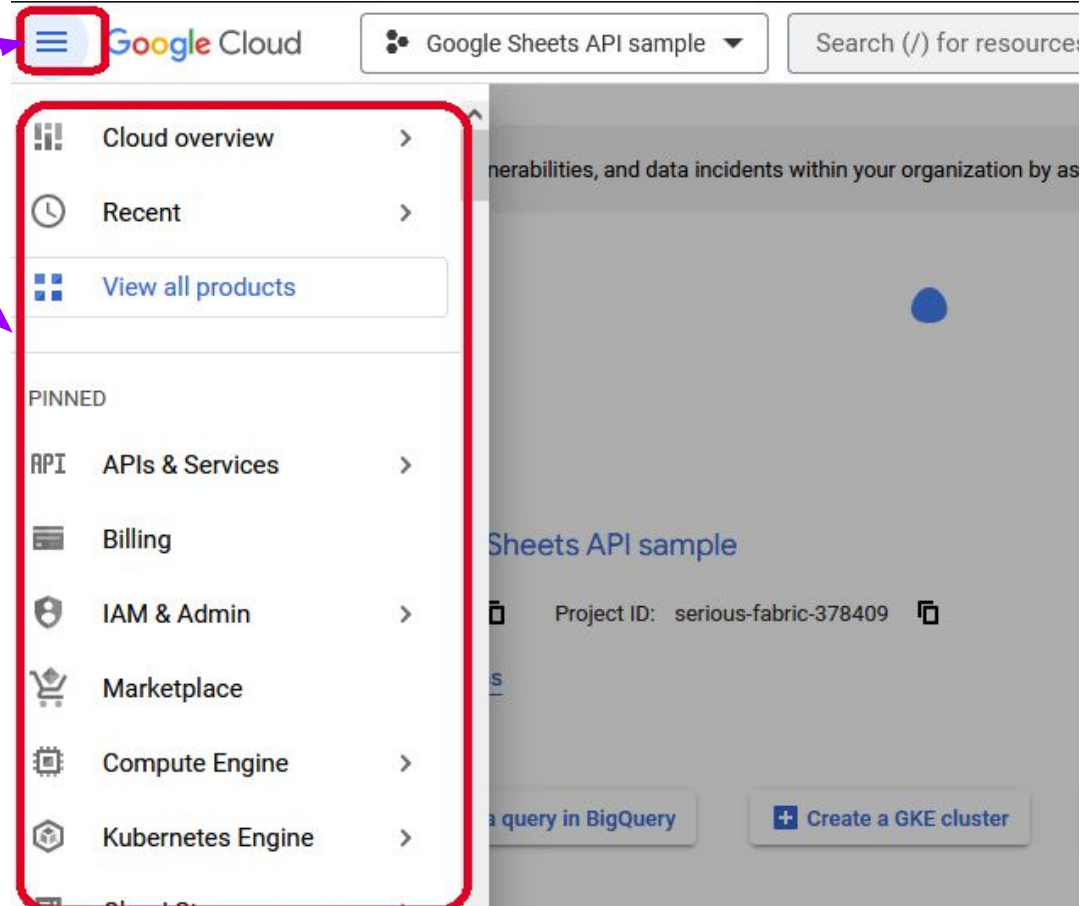 Google Cloud
Google Sheets API sample
Search (/) for resources
Cloud overview
nerabilities, and data incidents within your organization by as
Recent
View all products
PINNED
API APIs & Services
Billing
Sheets API sample
IAM & Admin
Project ID: serious-fabric-378409
Marketplace
s
Compute Engine
a query in BigQuery
Create a GKE cluster
Kubernetes Engine